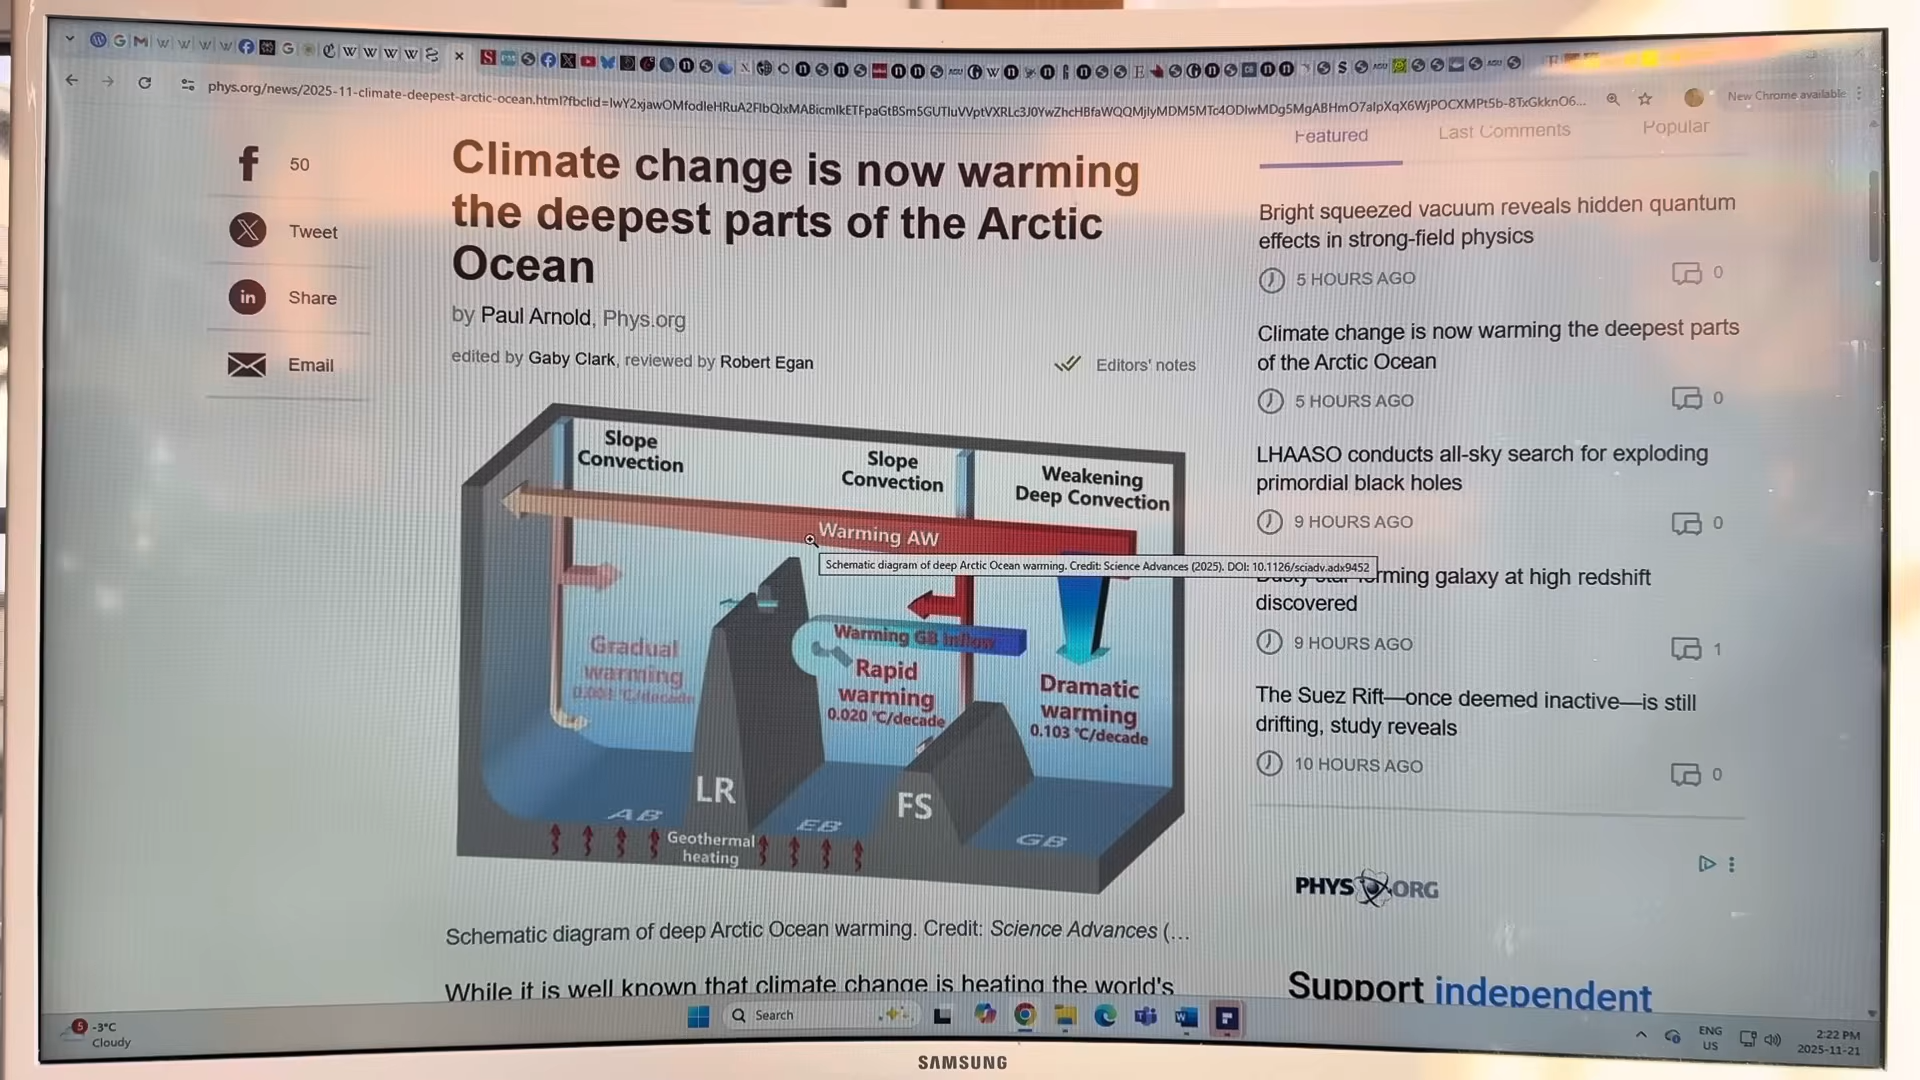 phys.org/news/2025-11-climate-deepest-arctic-ocean.html?fbclid=
New Chrome available
50
Tweet
Share
Email
Climate change is now warming
the deepest parts of the Arctic
Ocean
by Paul Arnold, Phys.org
edited by Gaby Clark, reviewed by Robert Egan
Editors' notes
Slope
Convection
Slope
Convection
Weakening
Deep Convection
Warming AW
Schematic diagram of deep Arctic Ocean warming. Credit: Science Advances (2025). DOI: 10.1126/sciadv.adx9452
Warming GB Inflow
Gradual
warming
°C/decade
Rapid
warming
0.020 °C/decade
Dramatic
warming
0.103 °C/decade
LR
FS
AB
EB
GB
Geothermal
heating
Schematic diagram of deep Arctic Ocean warming. Credit: Science Advances (...
While it is well known that climate change is heating the world's
Featured
Last Comments
Popular
Bright squeezed vacuum reveals hidden quantum
effects in strong-field physics
5 HOURS AGO
0
Climate change is now warming the deepest parts
of the Arctic Ocean
5 HOURS AGO
0
LHAASO conducts all-sky search for exploding
primordial black holes
9 HOURS AGO
0
galaxy at high redshift
discovered
9 HOURS AGO
1
The Suez Rift—once deemed inactive—is still
drifting, study reveals
10 HOURS AGO
0
PHYS ORG
Support independent
5
-3°C
Cloudy
Search
ENG
US
2:22 PM
2025-11-21
SAMSUNG